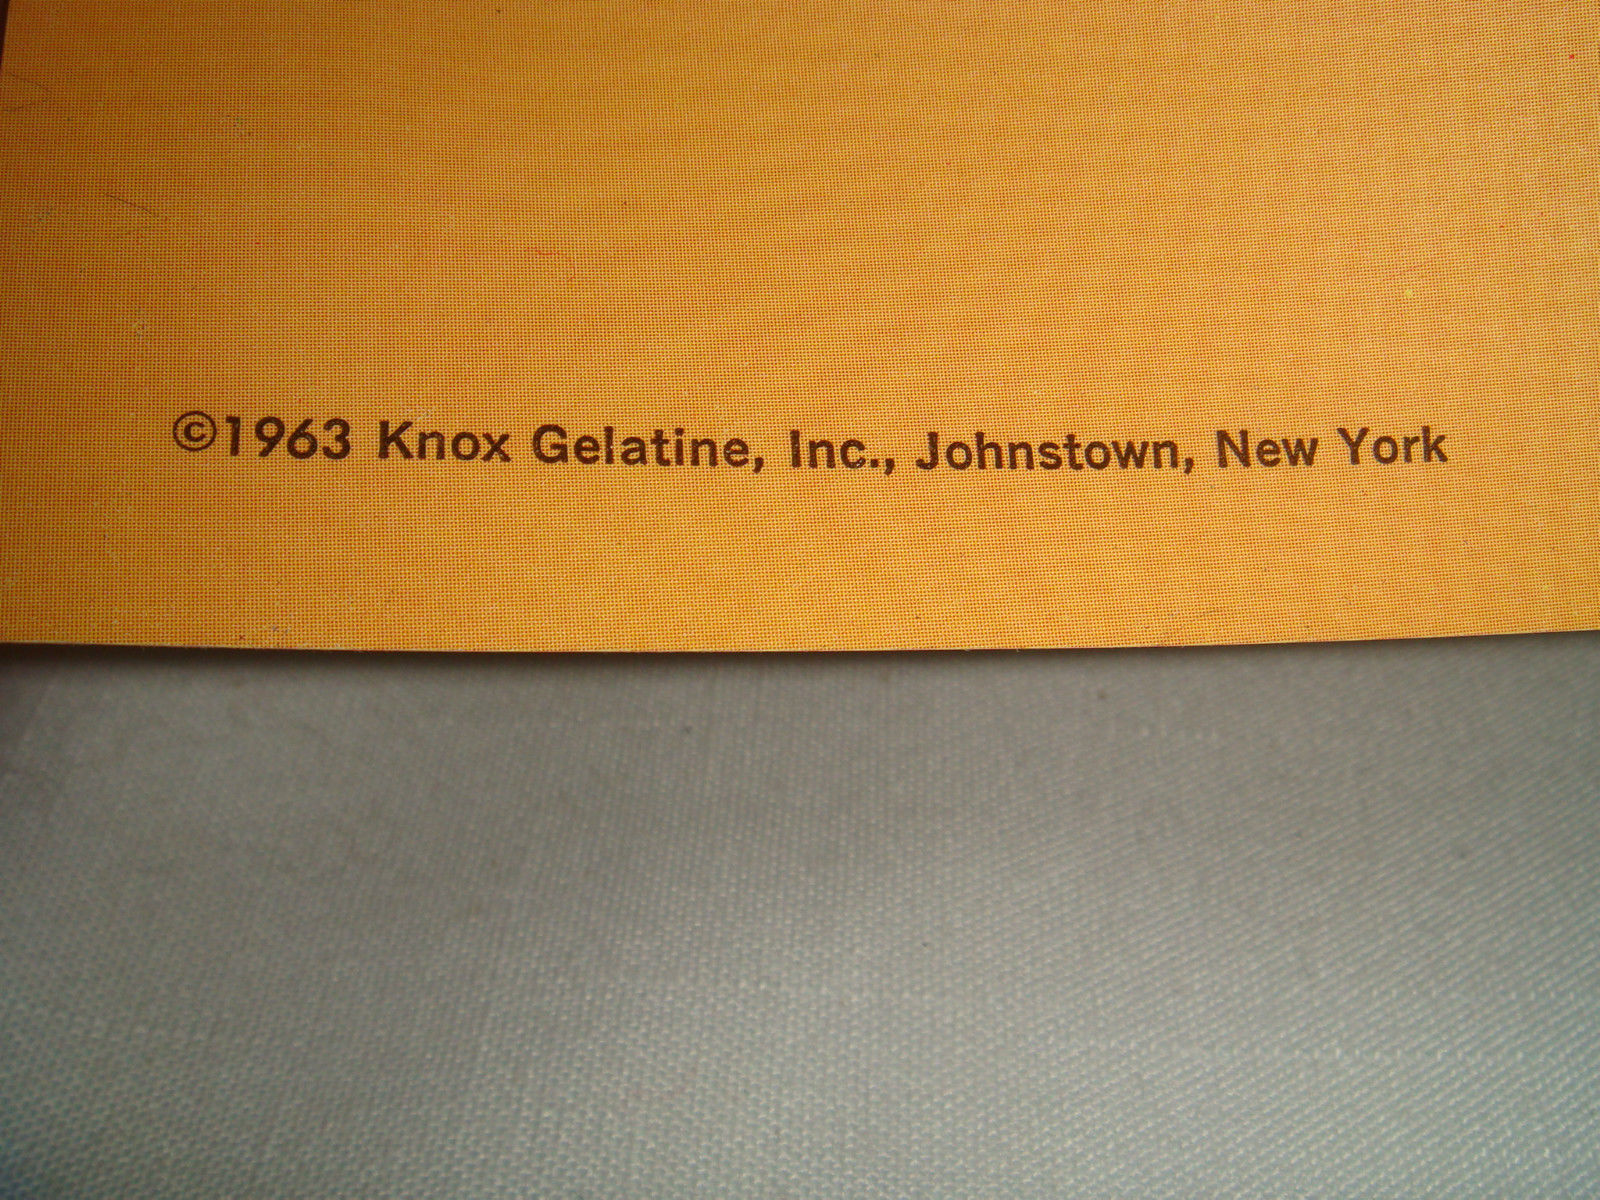 ©1963 Knox Gelatine, Inc., Johnstown, New York